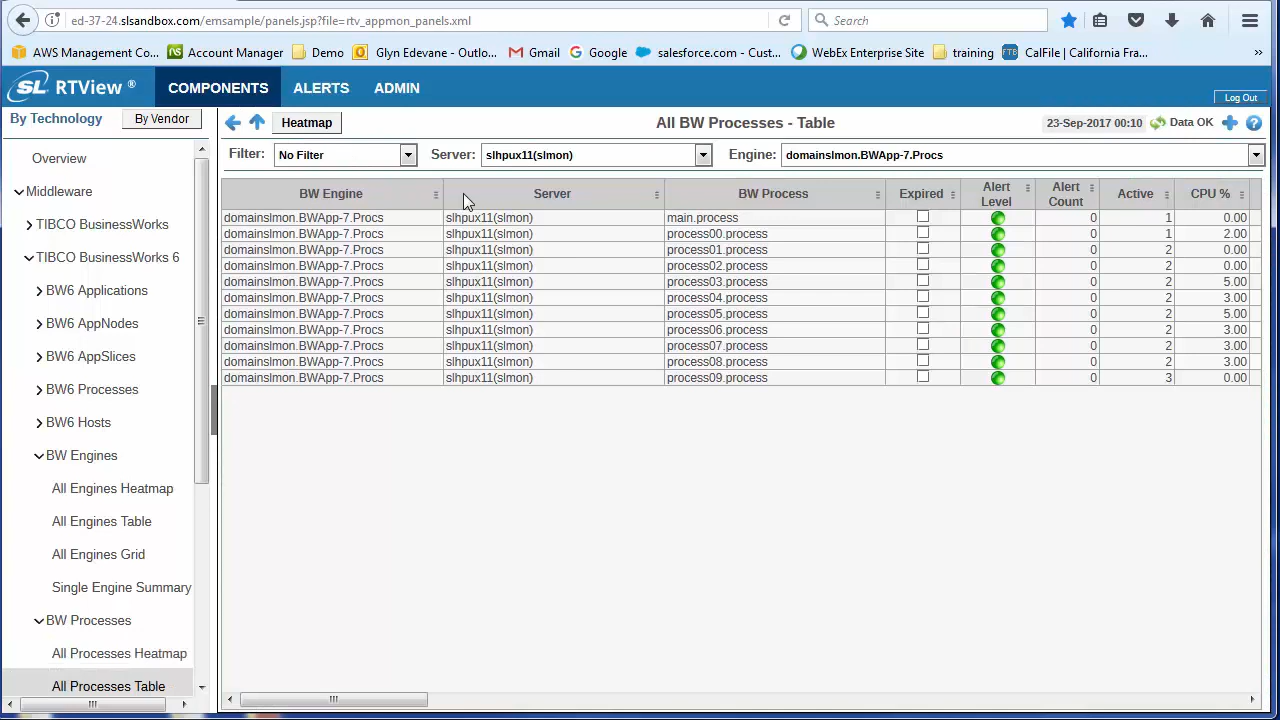 ed-37-24.slsandbox.com/emsample/panels.jsp?file=rtv_appmon_panels.xml
Search
AWS Management Co...
Account Manager
Demo
Glyn Edevane - Outlo...
Gmail
Google
salesforce.com - Cust...
WebEx Enterprise Site
training
CalFile | California Fra...
SL RTView ®
COMPONENTS
ALERTS
ADMIN
Log Out
By Technology
By Vendor
Heatmap
All BW Processes - Table
23-Sep-2017 00:10
Data OK
Filter: No Filter
Server: slhpux11(slmon)
Engine: domainslmon.BWApp-7.Procs
Overview
Middleware
TIBCO BusinessWorks
TIBCO BusinessWorks 6
BW6 Applications
BW6 AppNodes
BW6 AppSlices
BW6 Processes
BW6 Hosts
BW Engines
All Engines Heatmap
All Engines Table
All Engines Grid
Single Engine Summary
BW Processes
All Processes Heatmap
All Processes Table
BW Engine Server BW Process Expired Alert Level Alert Count Active CPU %
domainslmon.BWApp-7.Procs slhpux11(slmon) main.process 0 1 0.00
domainslmon.BWApp-7.Procs slhpux11(slmon) process00.process 0 1 2.00
domainslmon.BWApp-7.Procs slhpux11(slmon) process01.process 0 2 0.00
domainslmon.BWApp-7.Procs slhpux11(slmon) process02.process 0 2 0.00
domainslmon.BWApp-7.Procs slhpux11(slmon) process03.process 0 2 5.00
domainslmon.BWApp-7.Procs slhpux11(slmon) process04.process 0 2 3.00
domainslmon.BWApp-7.Procs slhpux11(slmon) process05.process 0 2 5.00
domainslmon.BWApp-7.Procs slhpux11(slmon) process06.process 0 2 3.00
domainslmon.BWApp-7.Procs slhpux11(slmon) process07.process 0 2 3.00
domainslmon.BWApp-7.Procs slhpux11(slmon) process08.process 0 2 3.00
domainslmon.BWApp-7.Procs slhpux11(slmon) process09.process 0 3 0.00